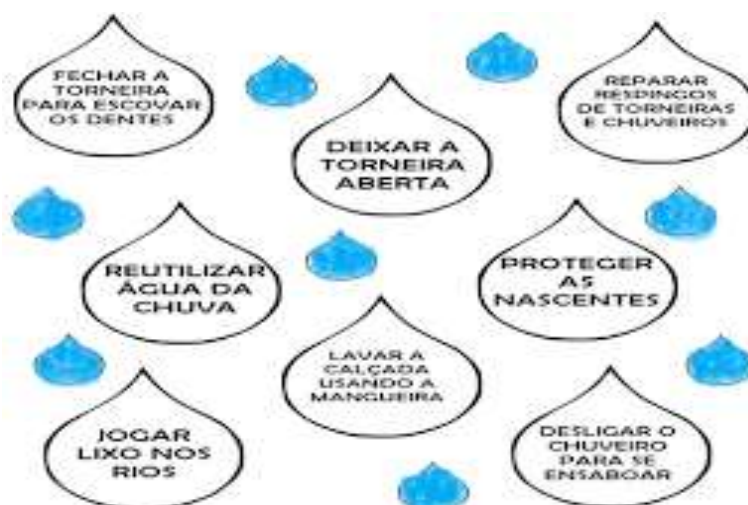 FECHAR A
TORNEIRA
PARA ESCOVAR
OS DENTES
DEIXAR A
TORNEIRA
ABERTA
REPARAR
RESPINGOS
DE TORNEIRAS
E CHUVEIROS
REUTILIZAR
ÁGUA DA
CHUVA
PROTEGER
AS
NASCENTES
LAVAR A
CALÇADA
USANDO A
MANGUEIRA
JOGAR
LIXO NOS
RIOS
DESLIGAR O
CHUVEIRO
PARA SE
ENSABOAR